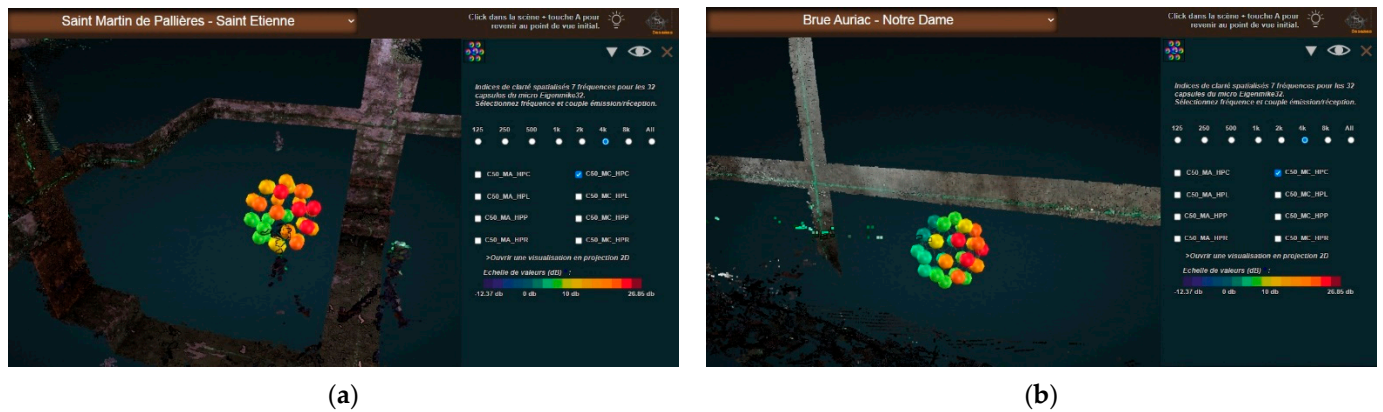 Saint Martin de Pallières - Saint Etienne
Click dans la scène + touche A pour
revenir au point de vue initial.
Indices de clarté spatialisés 7 fréquences pour les 32
capsules du micro Eigenmike32.
Sélectionnez fréquence et couple émission/réception.
125 250 500 1k 2k 4k 8k All
C50_MA_HPC C50_MC_HPC
C50_MA_HPL C50_MC_HPL
C50_MA_HPP C50_MC_HPP
C50_MA_HPR C50_MC_HPR
>Ouvrir une visualisation en projection 2D
Echelle de valeurs (dB) :
-12.37 db 0 db 10 db 26.85 db
(a)
Brue Auriac - Notre Dame
Click dans la scène + touche A pour
revenir au point de vue initial.
Indices de clarté spatialisés 7 fréquences pour les 32
capsules du micro Eigenmike32.
Sélectionnez fréquence et couple émission/réception.
125 250 500 1k 2k 4k 8k All
C50_MA_HPC C50_MC_HPC
C50_MA_HPL C50_MC_HPL
C50_MA_HPP C50_MC_HPP
C50_MA_HPR C50_MC_HPR
>Ouvrir une visualisation en projection 2D
Echelle de valeurs (dB) :
-12.37 db 0 db 10 db 26.85 db
(b)